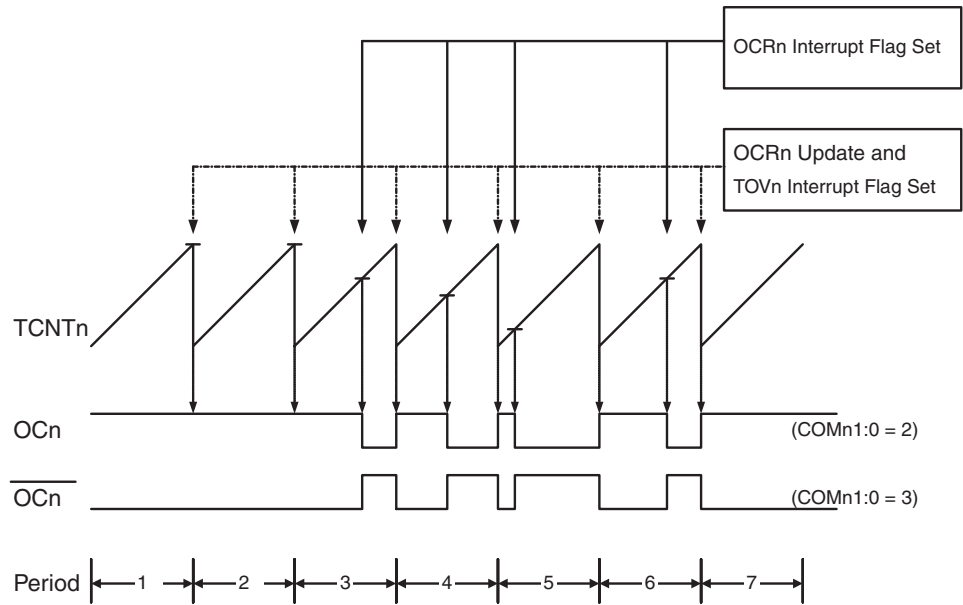 OCRn Interrupt Flag Set
OCRn Update and
TOVn Interrupt Flag Set
TCNTn
OCn
(COMn1:0 = 2)
OCn
(COMn1:0 = 3)
Period
1
2
3
4
5
6
7